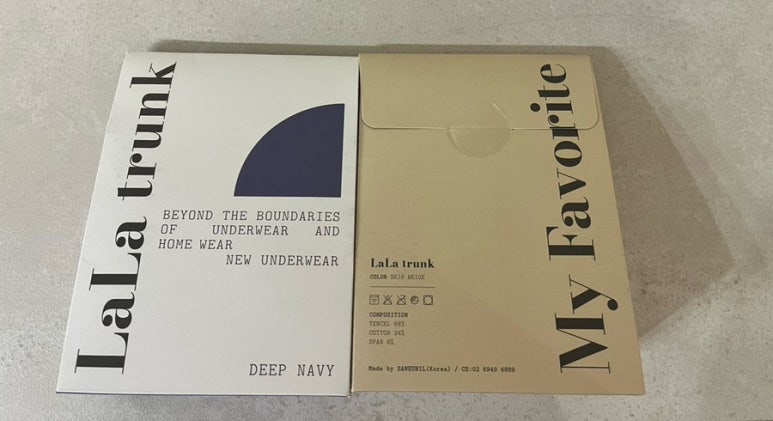 LaLa trunk
BEYOND THE BOUNDARIES
OF UNDERWEAR AND
HOME WEAR
NEW UNDERWEAR
DEEP NAVY
My Favorite
LaLa trunk
COLOR SKIN BEIGE
COMPOSITION
TENCEL 68%
COTTON 24%
SPAN 8%
Made by SANEUNIL(Korea) / CS:02 6949 6889